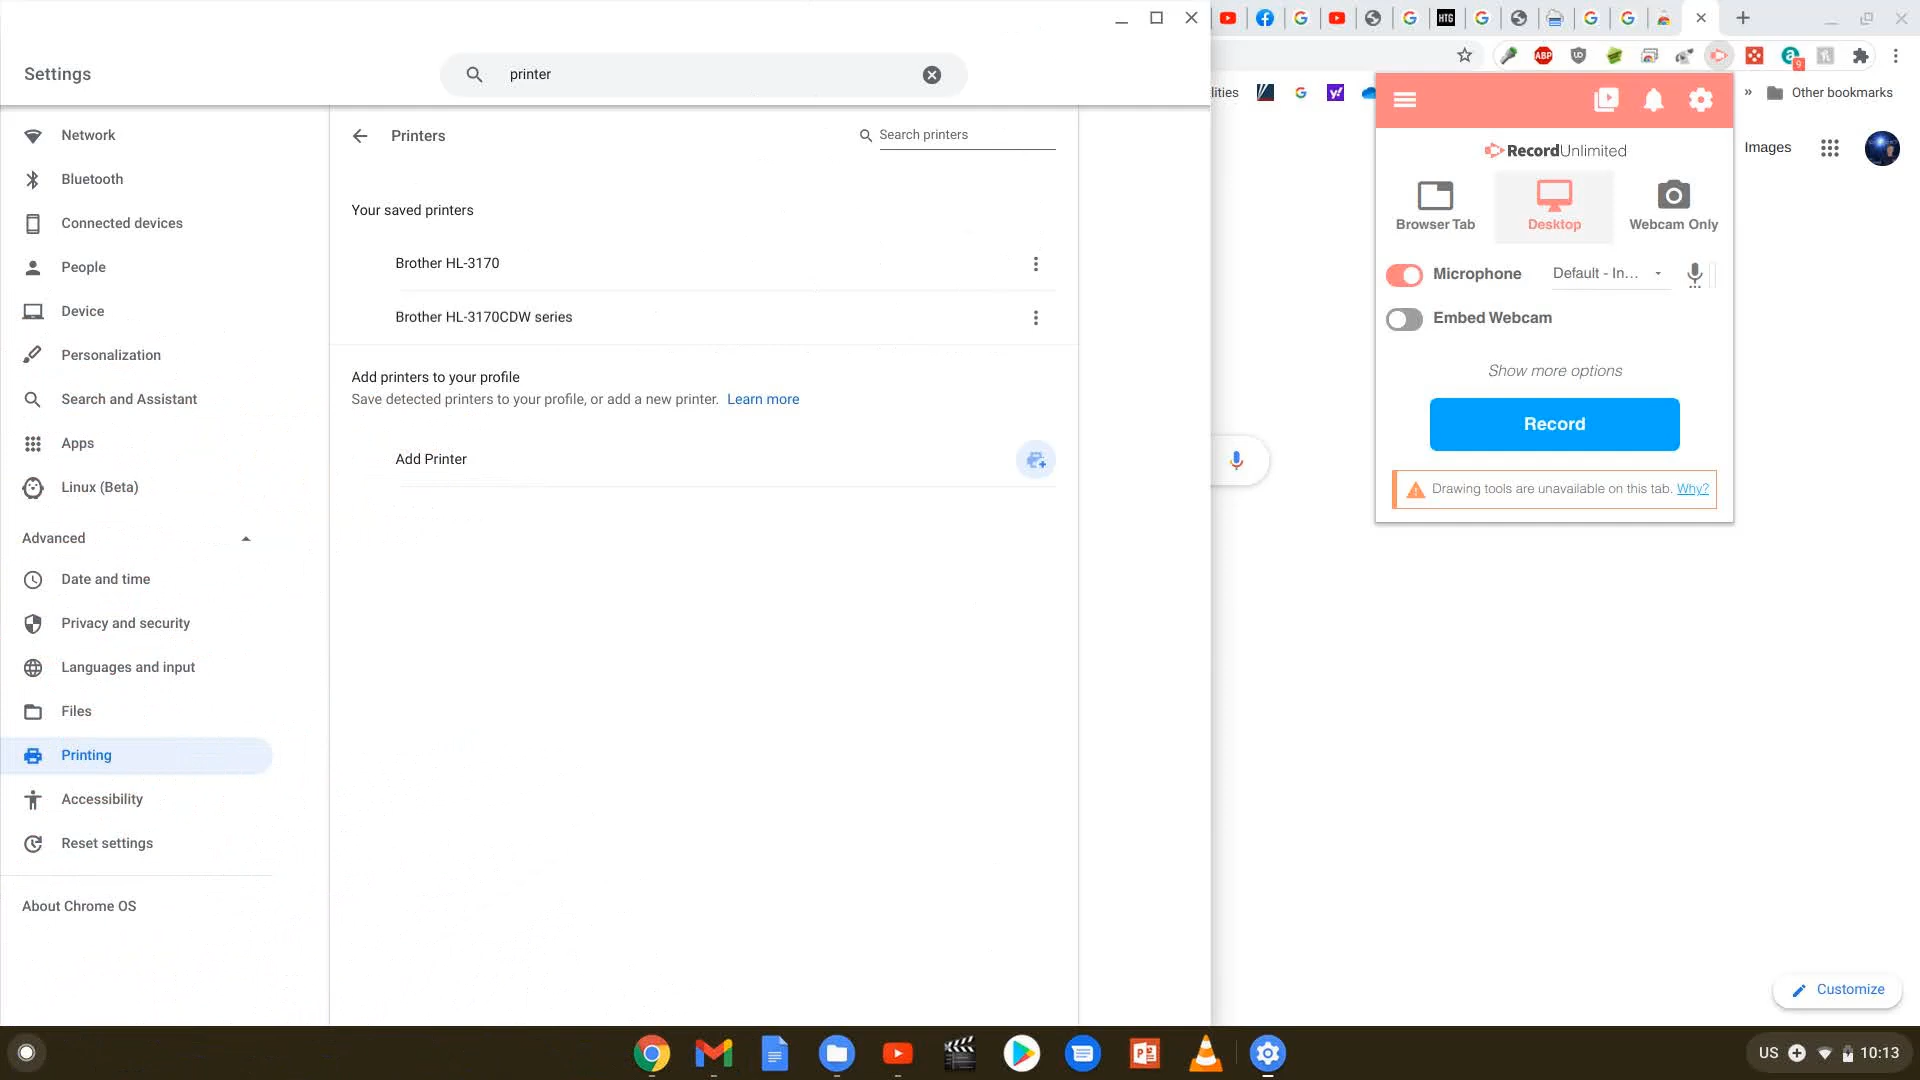 Settings
printer
Network
Bluetooth
Connected devices
People
Device
Personalization
Search and Assistant
Apps
Linux (Beta)
Advanced
Date and time
Privacy and security
Languages and input
Files
Printing
Accessibility
Reset settings
About Chrome OS
Printers
Search printers
Your saved printers
Brother HL-3170
Brother HL-3170CDW series
Add printers to your profile
Save detected printers to your profile, or add a new printer. Learn more
Add Printer
HTG
ABP
a
9
lities
y!
» Other bookmarks
Images
RecordUnlimited
Browser Tab
Desktop
Webcam Only
Microphone
Default - In...
Embed Webcam
Show more options
Record
Drawing tools are unavailable on this tab. Why?
Customize
US
10:13